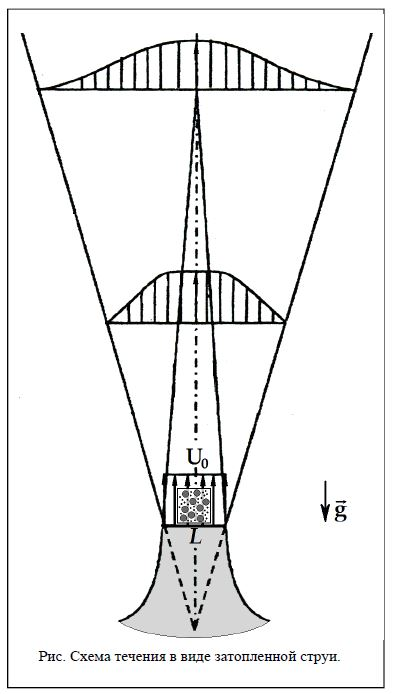 U₀
L
g⃗
Рис. Схема течения в виде затопленной струи.